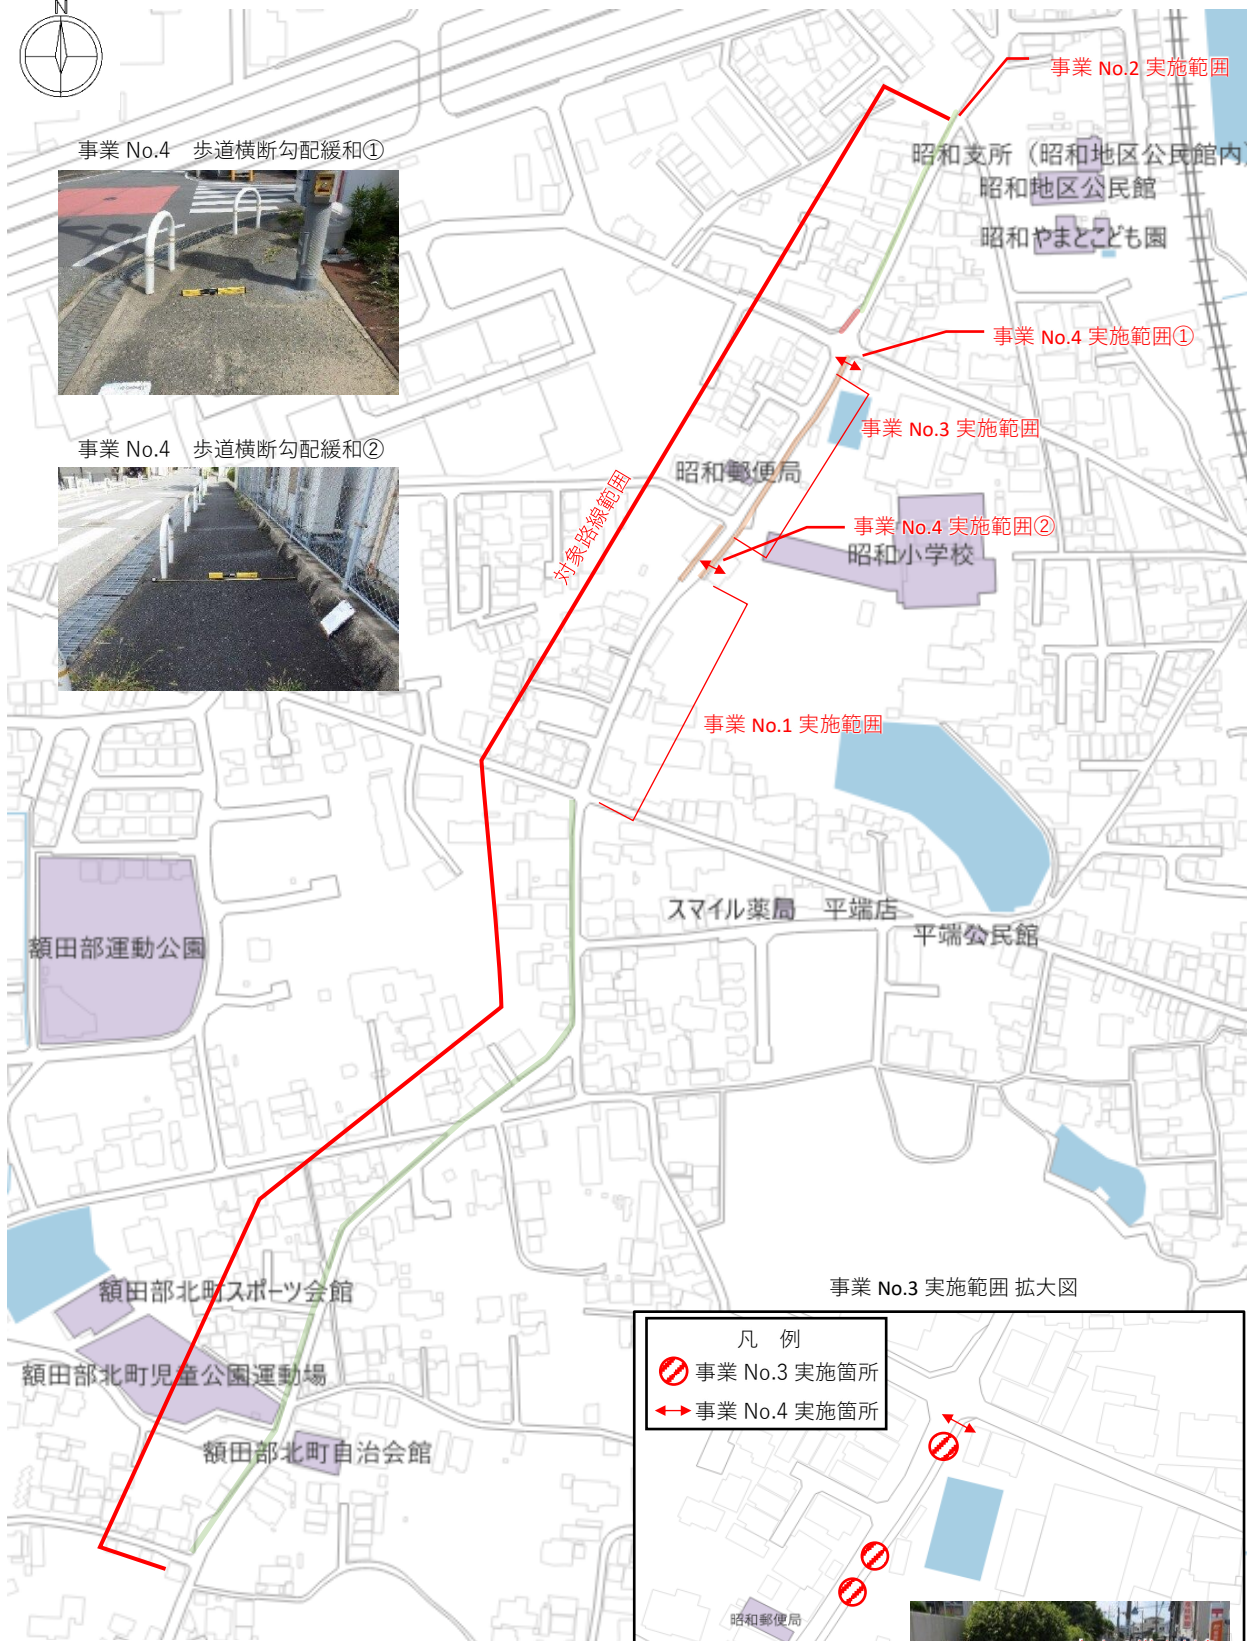 N
事業 No.2 実施範囲
事業 No.4 歩道横断勾配緩和①
昭和支所（昭和地区公民館内）
昭和地区公民館
昭和やまとこども園
事業 No.4 実施範囲①
事業 No.3 実施範囲
事業 No.4 歩道横断勾配緩和②
昭和郵便局
対象路線範囲
事業 No.4 実施範囲②
昭和小学校
事業 No.1 実施範囲
スマイル薬局 平端店
平端公民館
額田部運動公園
額田部北町スポーツ会館
額田部北町児童公園運動場
額田部北町自治会館
事業 No.3 実施範囲 拡大図
凡 例
事業 No.3 実施箇所
事業 No.4 実施箇所
昭和郵便局